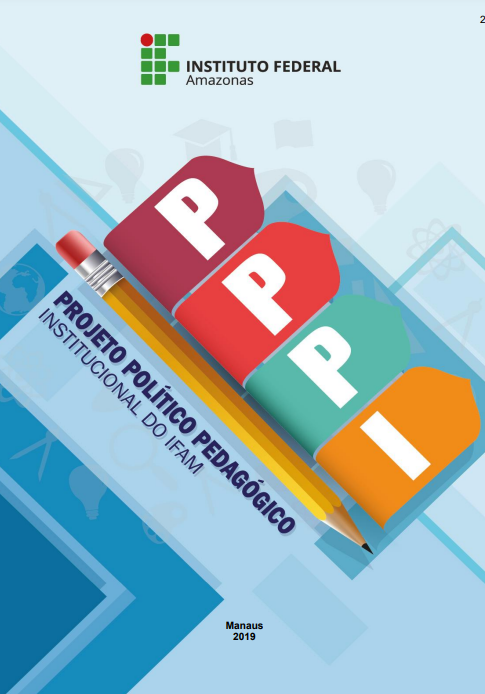 2
INSTITUTO FEDERAL
Amazonas
P
P
P
I
PROJETO POLÍTICO PEDAGÓGICO
INSTITUCIONAL DO IFAM
Manaus
2019